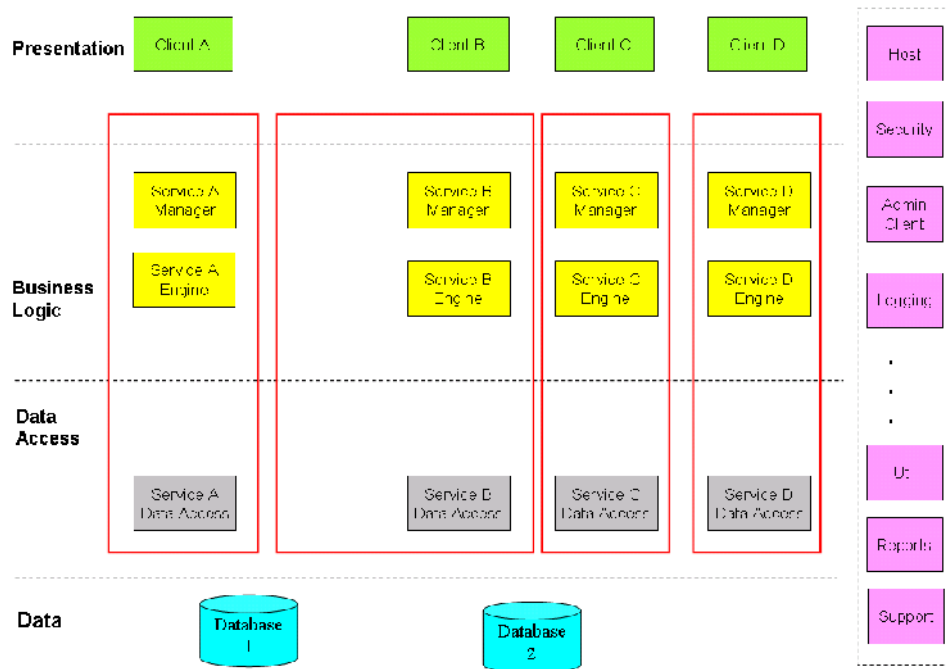 Presentation
Client A
Client B
Client C
Client D
Host
Security
Service A
Manager
Service B
Manager
Service C
Manager
Service D
Manager
Admin
Client
Business
Logic
Service A
Engine
Service B
Engine
Service C
Engine
Service D
Engine
Logging
Data
Access
Service A
Data Access
Service B
Data Access
Service C
Data Access
Service D
Data Access
Reports
Support
Data
Database
1
Database
2